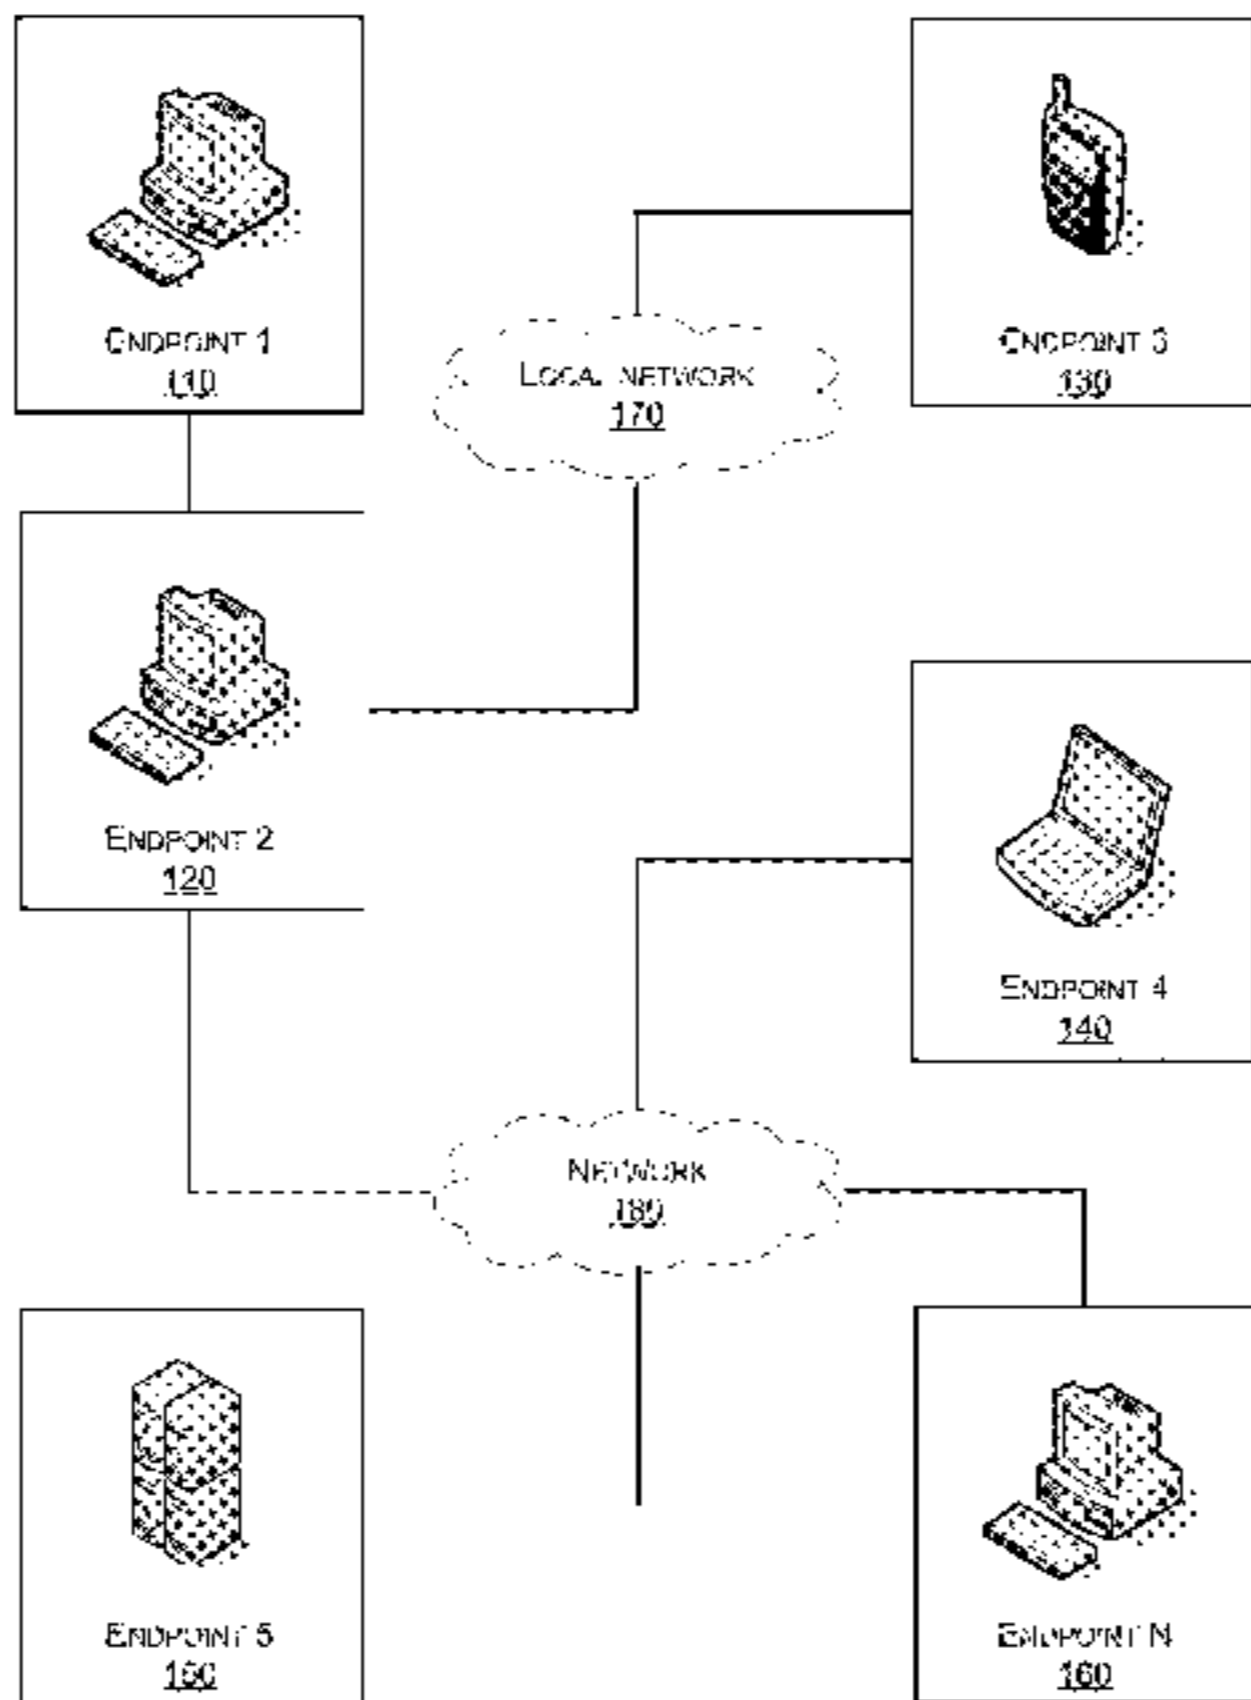 ENDPOINT 1
110
ENDPOINT 3
130
LOCAL NETWORK
170
ENDPOINT 2
120
ENDPOINT 4
140
NETWORK
180
ENDPOINT 5
150
ENDPOINT N
160